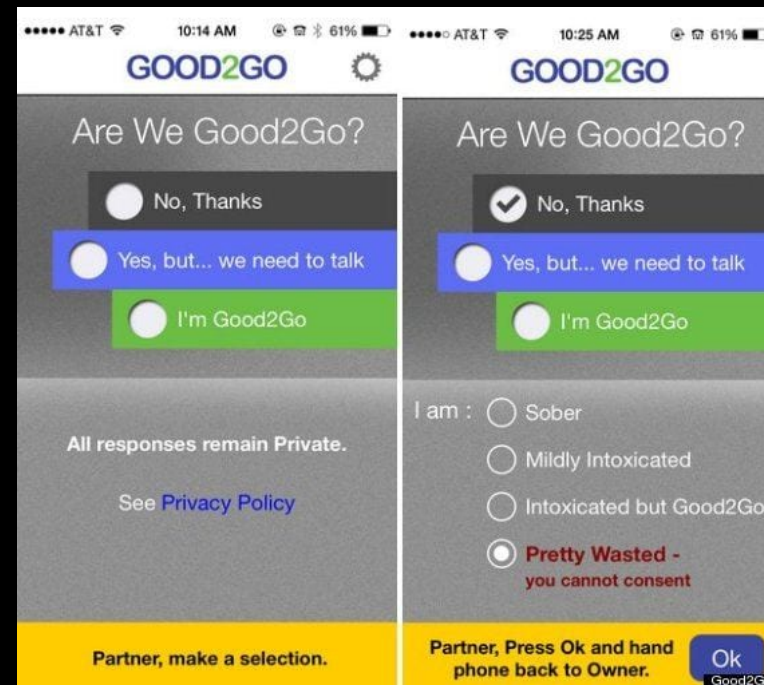 AT&T 10:14 AM 61%
GOOD2GO
Are We Good2Go?
No, Thanks
Yes, but... we need to talk
I'm Good2Go
All responses remain Private.
See Privacy Policy
Partner, make a selection.
AT&T 10:25 AM 61%
GOOD2GO
Are We Good2Go?
No, Thanks
Yes, but... we need to talk
I'm Good2Go
I am :
Sober
Mildly Intoxicated
Intoxicated but Good2Go
Pretty Wasted -
you cannot consent
Partner, Press Ok and hand
phone back to Owner.
Ok